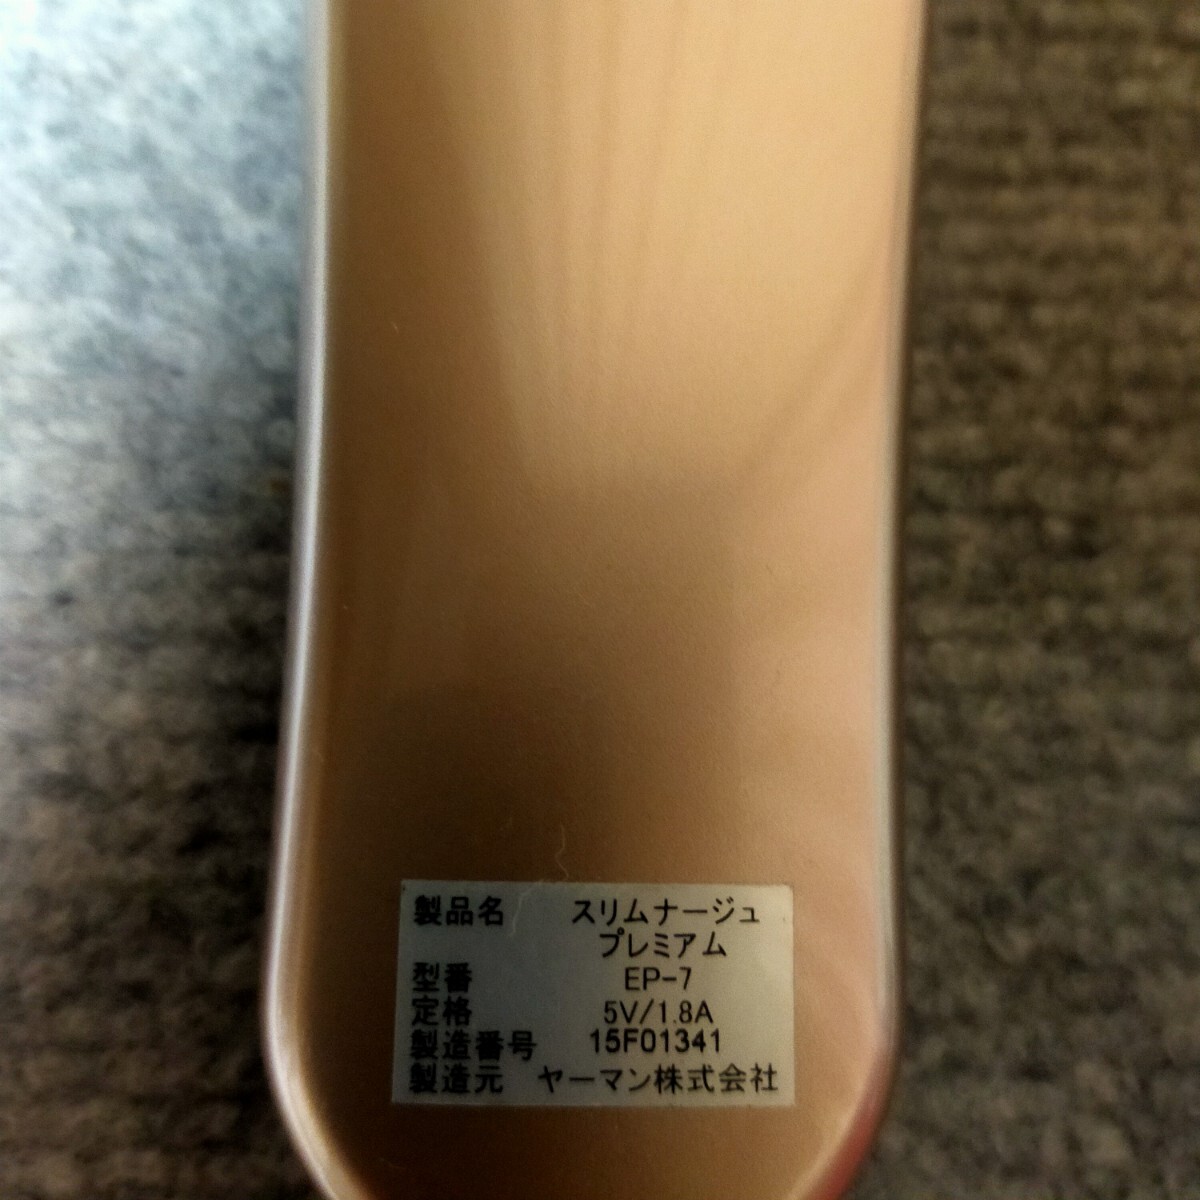 製品名 スリムナージュ
プレミアム
型番 EP-7
定格 5V/1.8A
製造番号 15F01341
製造元 ヤーマン株式会社